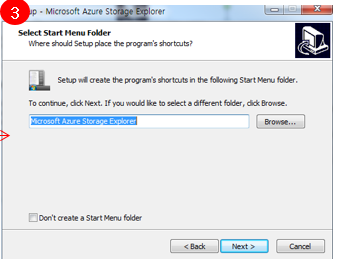 3
up - Microsoft Azure Storage Explorer
Select Start Menu Folder
Where should Setup place the program's shortcuts?
Setup will create the program's shortcuts in the following Start Menu folder.
To continue, click Next. If you would like to select a different folder, click Browse.
Microsoft Azure Storage Explorer
Browse...
Don't create a Start Menu folder
< Back
Next >
Cancel